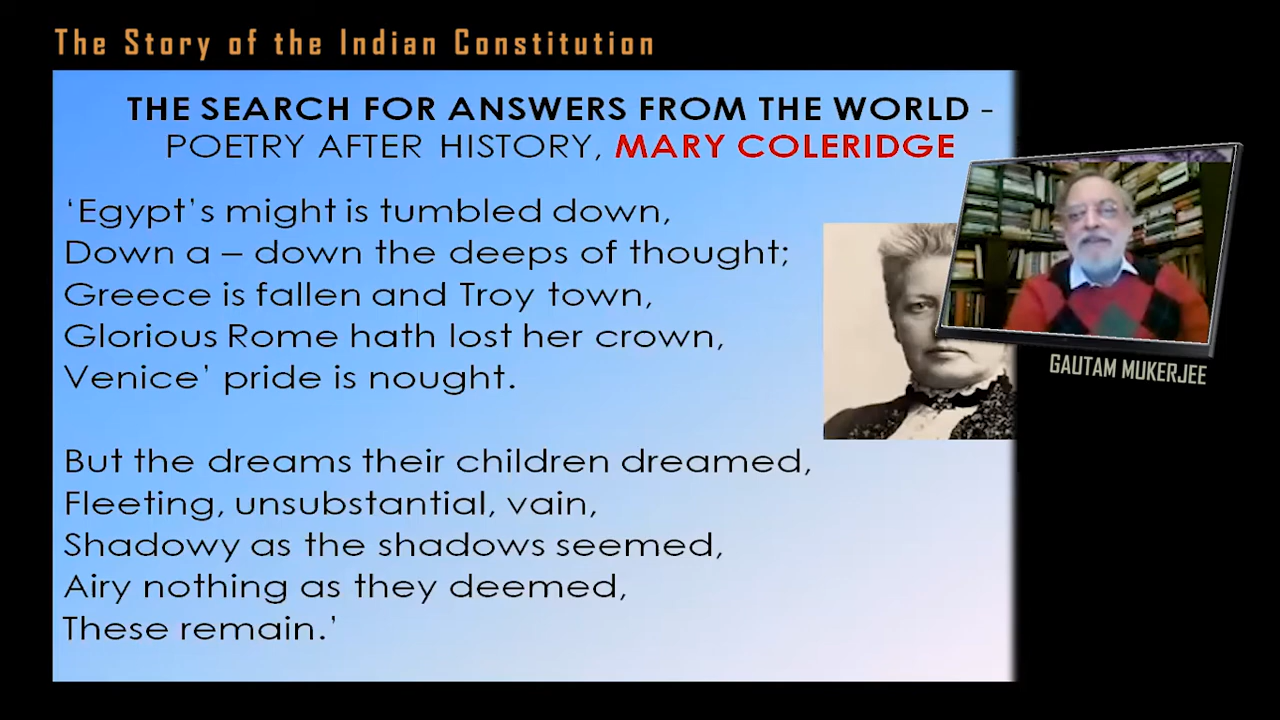 The Story of the Indian Constitution
THE SEARCH FOR ANSWERS FROM THE WORLD -
POETRY AFTER HISTORY, MARY COLERIDGE
‘Egypt’s might is tumbled down,
Down a – down the deeps of thought;
Greece is fallen and Troy town,
Glorious Rome hath lost her crown,
Venice’ pride is nought.
But the dreams their children dreamed,
Fleeting, unsubstantial, vain,
Shadowy as the shadows seemed,
Airy nothing as they deemed,
These remain.’
GAUTAM MUKERJEE